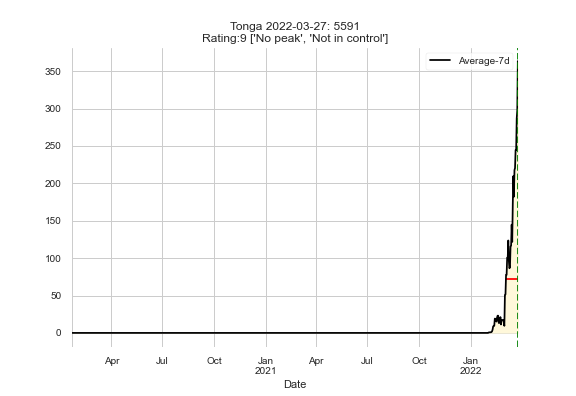 Tonga 2022-03-27: 5591
Rating:9 ['No peak', 'Not in control']
Average-7d
350
300
250
200
150
100
50
0
Apr Jul Oct Jan Apr Jul Oct Jan
2021 2022
Date